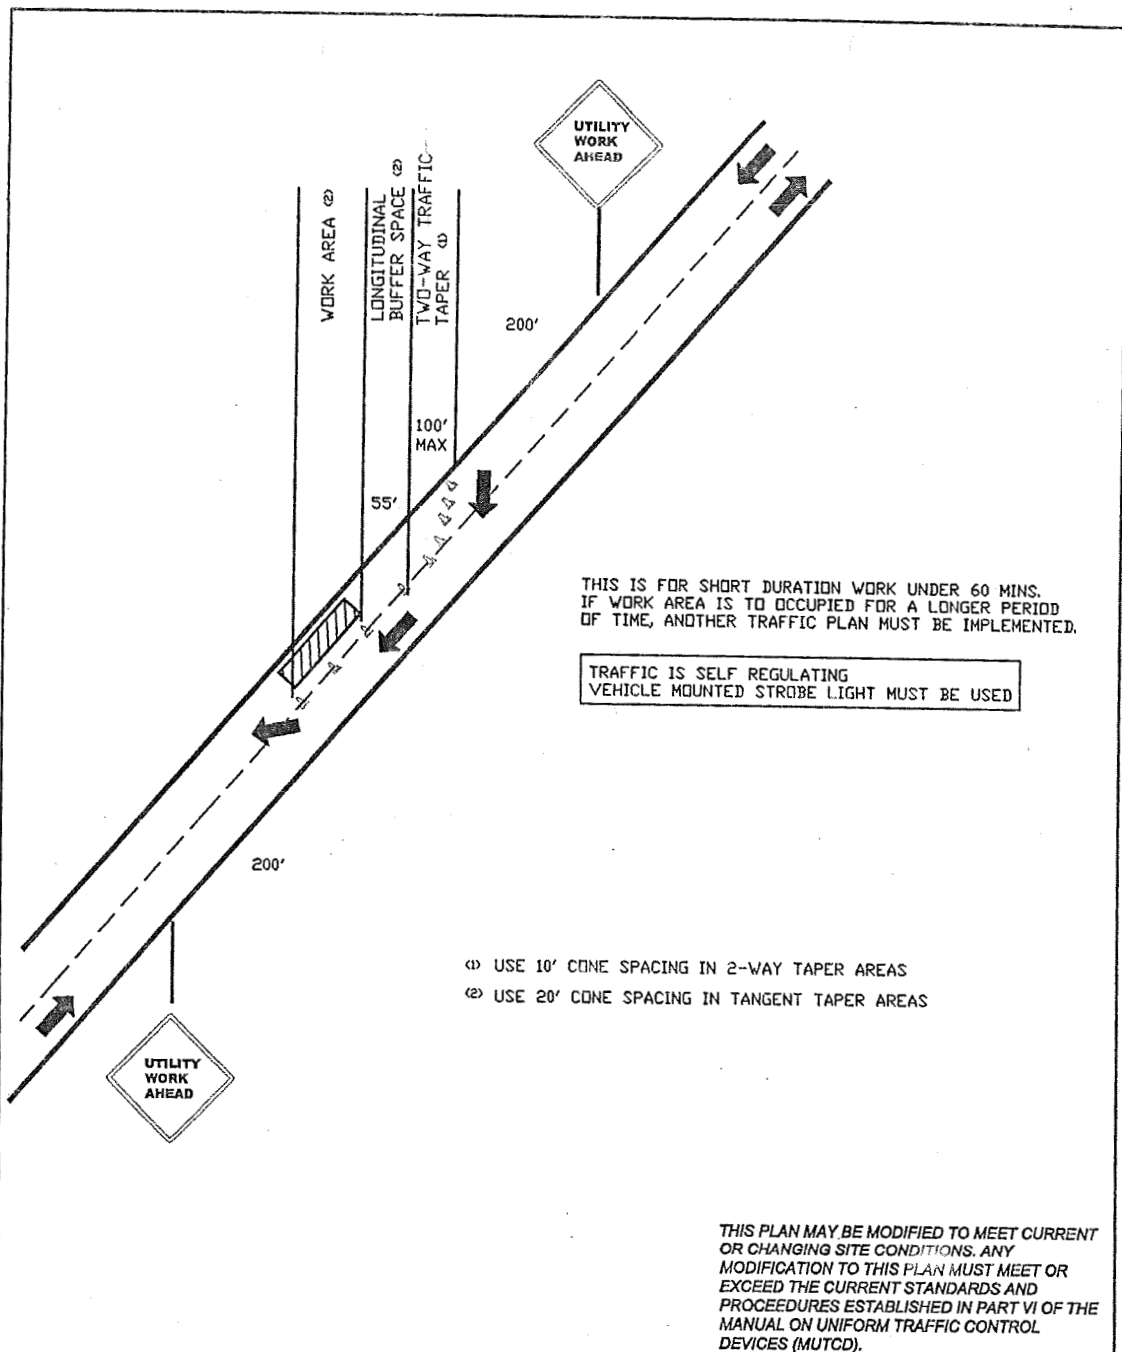 UTILITY
WORK
AHEAD
WORK AREA (2)
LONGITUDINAL
BUFFER SPACE (2)
TWO-WAY TRAFFIC
TAPER (1)
200'
100'
MAX
55'
THIS IS FOR SHORT DURATION WORK UNDER 60 MINS.
IF WORK AREA IS TO OCCUPIED FOR A LONGER PERIOD
OF TIME, ANOTHER TRAFFIC PLAN MUST BE IMPLEMENTED.
TRAFFIC IS SELF REGULATING
VEHICLE MOUNTED STROBE LIGHT MUST BE USED
200'
(1) USE 10' CONE SPACING IN 2-WAY TAPER AREAS
(2) USE 20' CONE SPACING IN TANGENT TAPER AREAS
UTILITY
WORK
AHEAD
THIS PLAN MAY BE MODIFIED TO MEET CURRENT
OR CHANGING SITE CONDITIONS. ANY
MODIFICATION TO THIS PLAN MUST MEET OR
EXCEED THE CURRENT STANDARDS AND
PROCEEDURES ESTABLISHED IN PART VI OF THE
MANUAL ON UNIFORM TRAFFIC CONTROL
DEVICES (MUTCD).